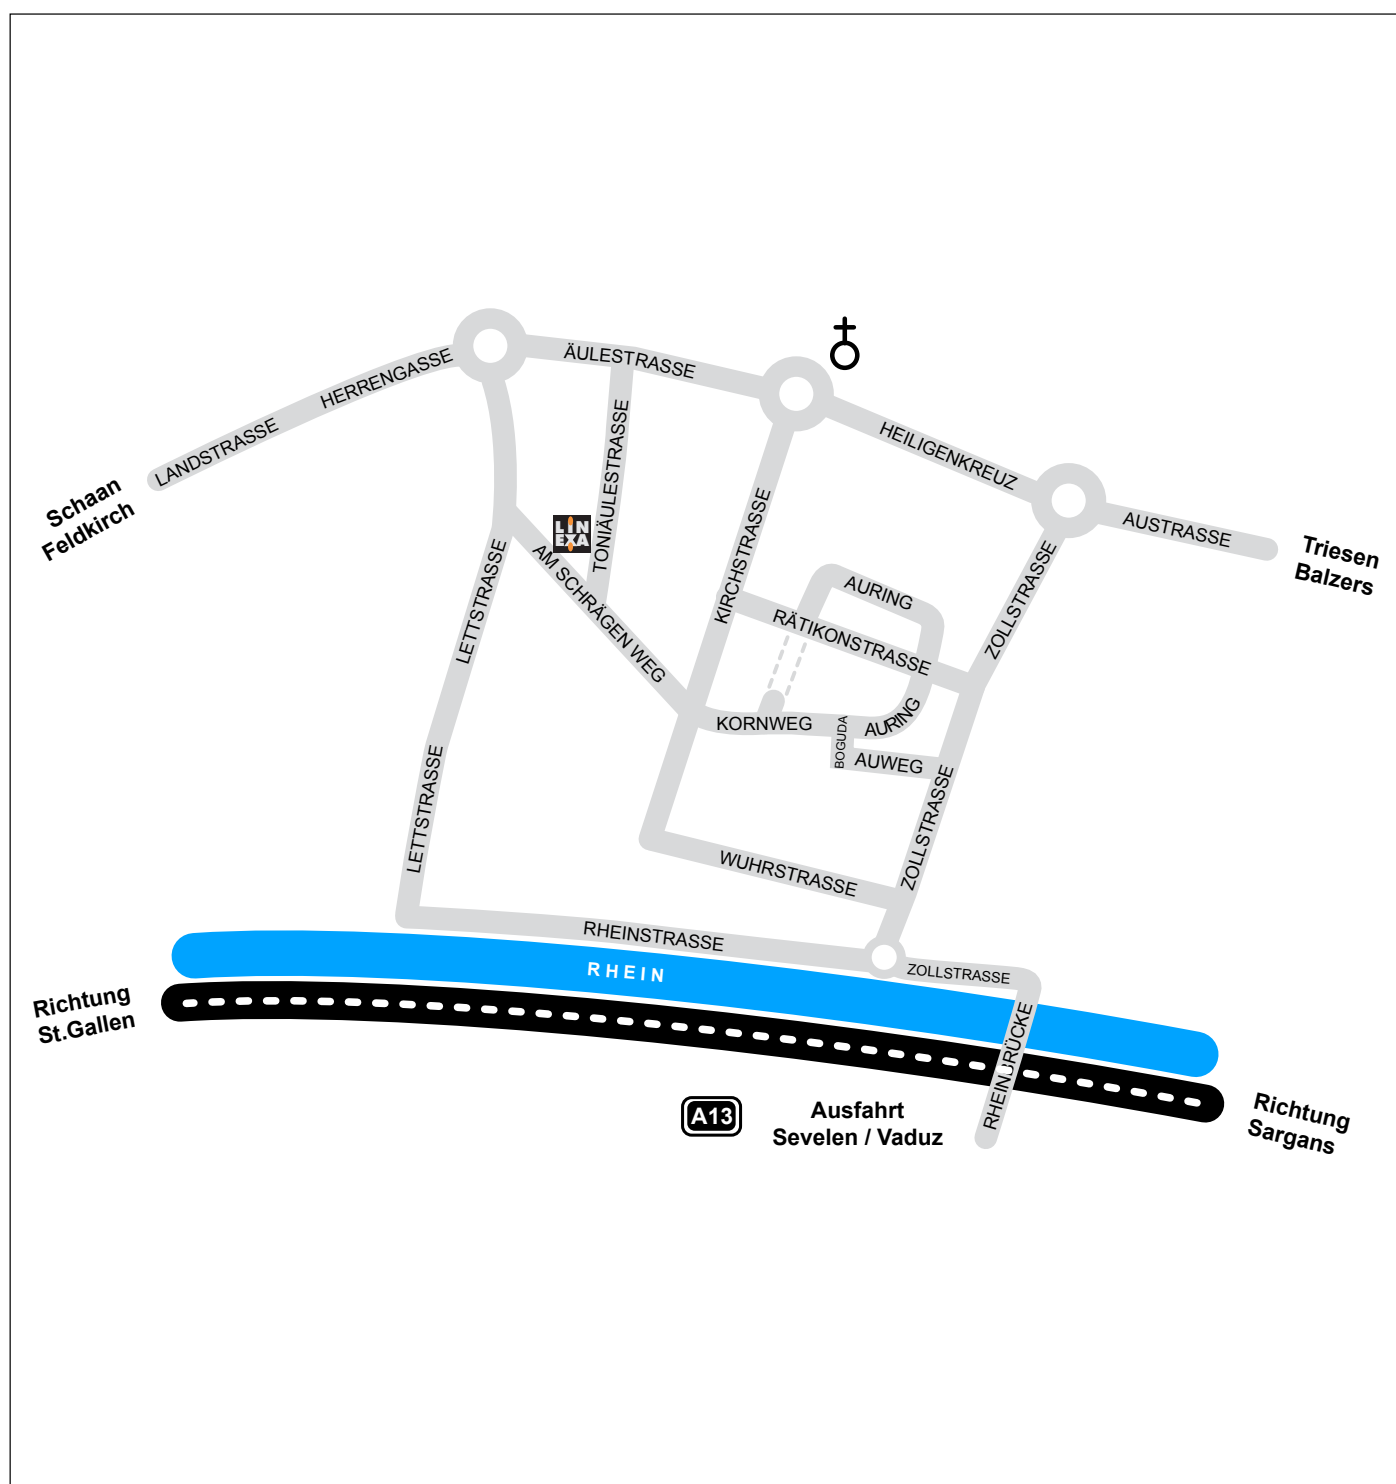 ÄULESTRASSE
HERRENGASSE
LANDSTRASSE
Schaan
Feldkirch
TONIÄULESTRASSE
HEILIGENKREUZ
AUSTRASSE
Triesen
Balzers
LIN
EXA
AM SCHRÄGEN WEG
KIRCHSTRASSE
AURING
RÄTIKONSTRASSE
ZOLLSTRASSE
LETTSTRASSE
KORNWEG
BOGUDA
AURING
AUWEG
LETTSTRASSE
ZOLLSTRASSE
WUHRSTRASSE
RHEINSTRASSE
ZOLLSTRASSE
RHEIN
Richtung
St.Gallen
RHEINBRÜCKE
A13
Ausfahrt
Sevelen / Vaduz
Richtung
Sargans